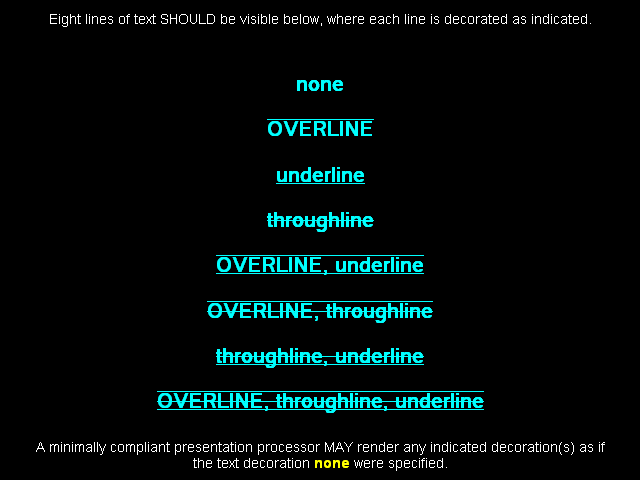 Eight lines of text SHOULD be visible below, where each line is decorated as indicated.
none
OVERLINE
underline
throughline
OVERLINE, underline
OVERLINE, throughline
throughline, underline
OVERLINE, throughline, underline
A minimally compliant presentation processor MAY render any indicated decoration(s) as if
the text decoration none were specified.